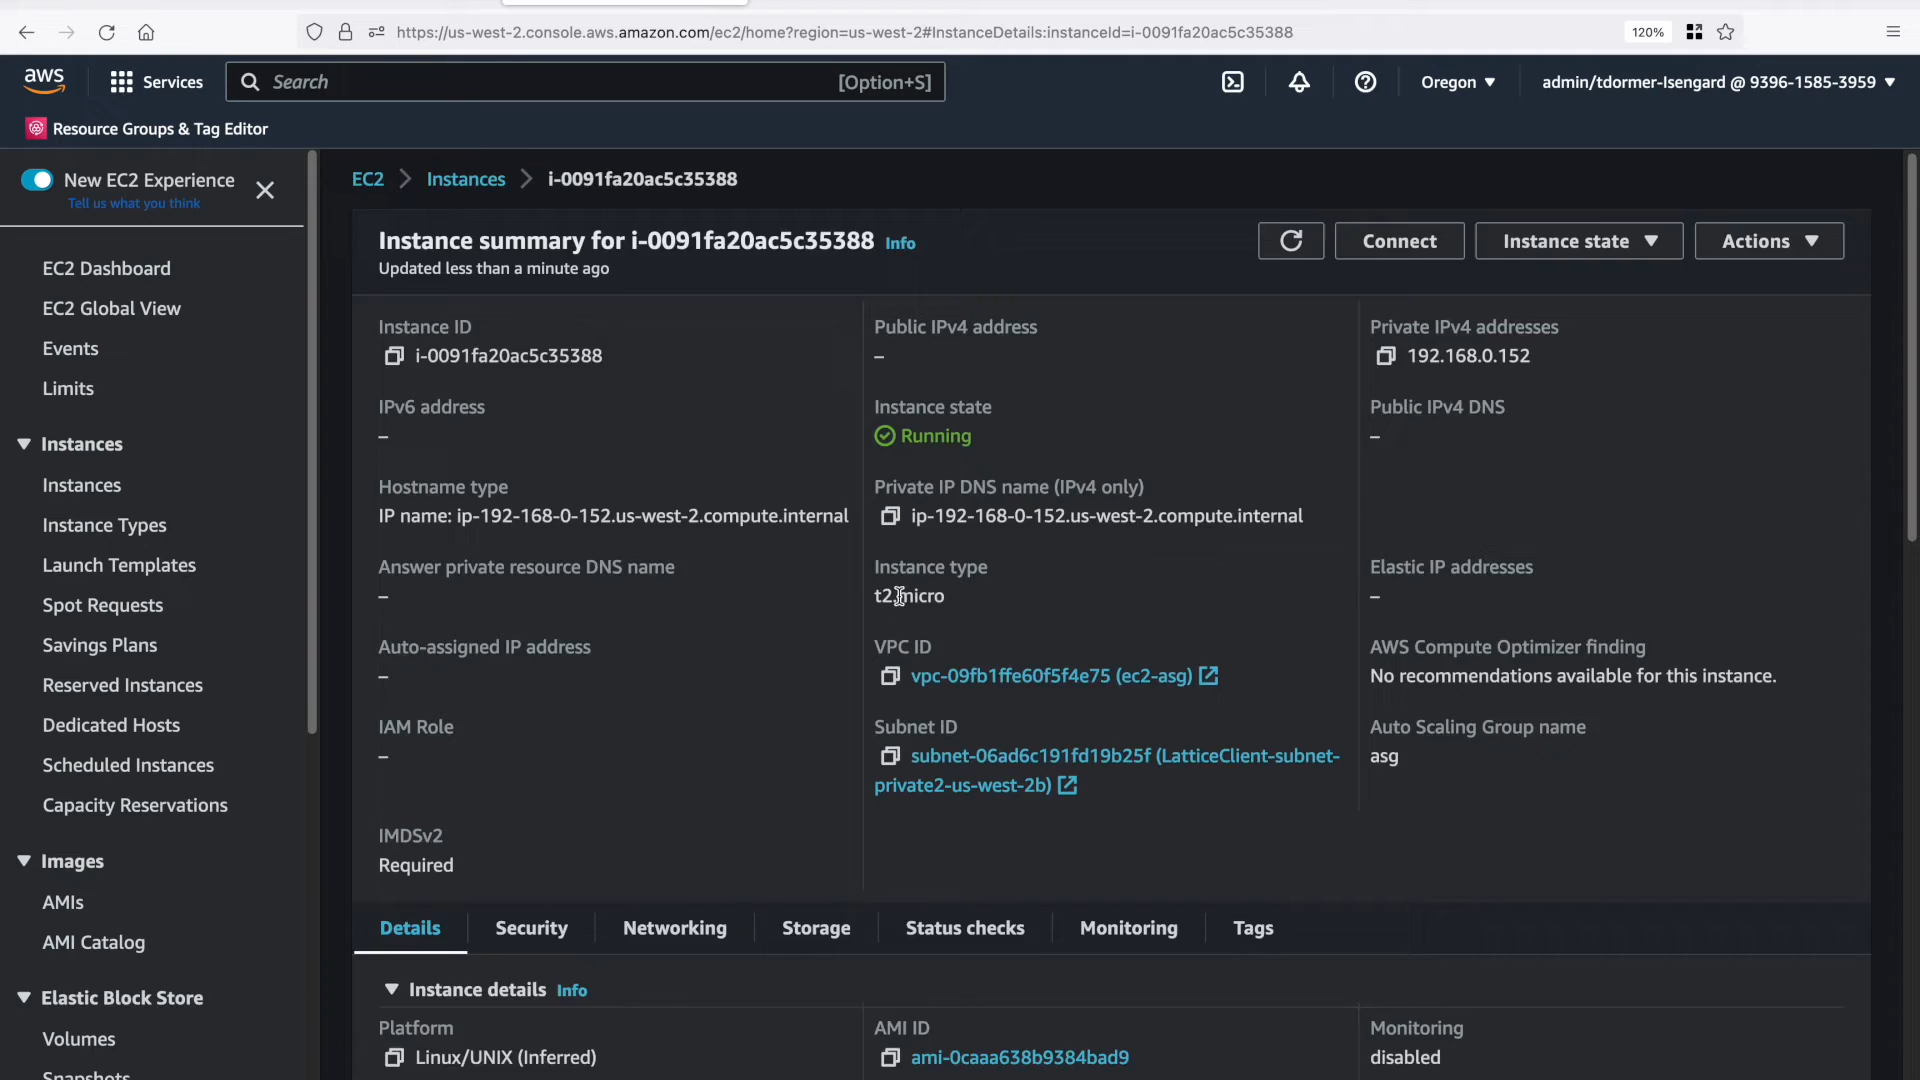 https://us-west-2.console.aws.amazon.com/ec2/home?region=us-west-2#InstanceDetails:instanceId=i-0091fa20ac5c35388
120%
aws
Services
Search
[Option+S]
Oregon
admin/tdormer-Isengard @ 9396-1585-3959
Resource Groups & Tag Editor
New EC2 Experience
Tell us what you think
EC2 Dashboard
EC2 Global View
Events
Limits
Instances
Instances
Instance Types
Launch Templates
Spot Requests
Savings Plans
Reserved Instances
Dedicated Hosts
Scheduled Instances
Capacity Reservations
Images
AMIs
AMI Catalog
Elastic Block Store
Volumes
Snapshots
EC2 > Instances > i-0091fa20ac5c35388
Instance summary for i-0091fa20ac5c35388 Info
Updated less than a minute ago
Connect
Instance state
Actions
Instance ID
i-0091fa20ac5c35388
Public IPv4 address
–
Private IPv4 addresses
192.168.0.152
IPv6 address
–
Instance state
Running
Public IPv4 DNS
–
Hostname type
IP name: ip-192-168-0-152.us-west-2.compute.internal
Private IP DNS name (IPv4 only)
ip-192-168-0-152.us-west-2.compute.internal
Answer private resource DNS name
–
Instance type
t2.micro
Elastic IP addresses
–
Auto-assigned IP address
–
VPC ID
vpc-09fb1ffe60f5f4e75 (ec2-asg)
AWS Compute Optimizer finding
No recommendations available for this instance.
IAM Role
–
Subnet ID
subnet-06ad6c191fd19b25f (LatticeClient-subnet-
private2-us-west-2b)
Auto Scaling Group name
asg
IMDSv2
Required
Details
Security
Networking
Storage
Status checks
Monitoring
Tags
Instance details Info
Platform
Linux/UNIX (Inferred)
AMI ID
ami-0caaa638b9384bad9
Monitoring
disabled